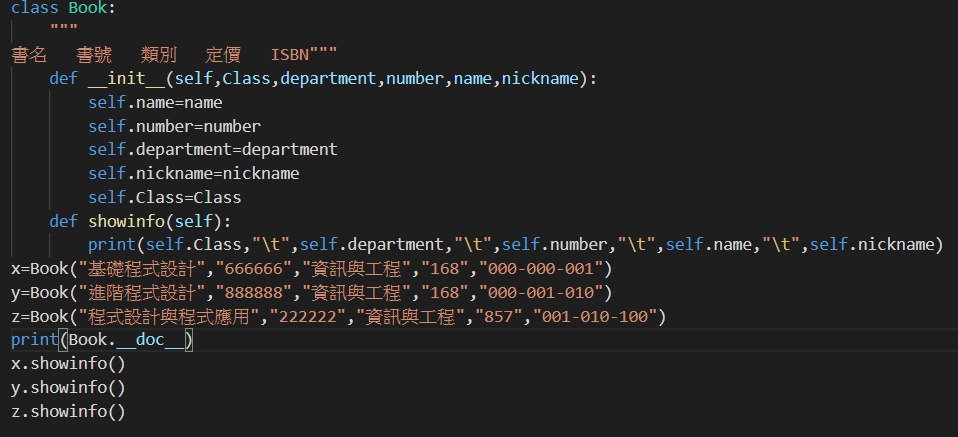 class Book:
    """
書名   書號   類別   定價   ISBN"""
    def __init__(self,Class,department,number,name,nickname):
        self.name=name
        self.number=number
        self.department=department
        self.nickname=nickname
        self.Class=Class
    def showinfo(self):
        print(self.Class,"\t",self.department,"\t",self.number,"\t",self.name,"\t",self.nickname)
x=Book("基礎程式設計","666666","資訊與工程","168","000-000-001")
y=Book("進階程式設計","888888","資訊與工程","168","000-001-010")
z=Book("程式設計與程式應用","222222","資訊與工程","857","001-010-100")
print(Book.__doc__)
x.showinfo()
y.showinfo()
z.showinfo()